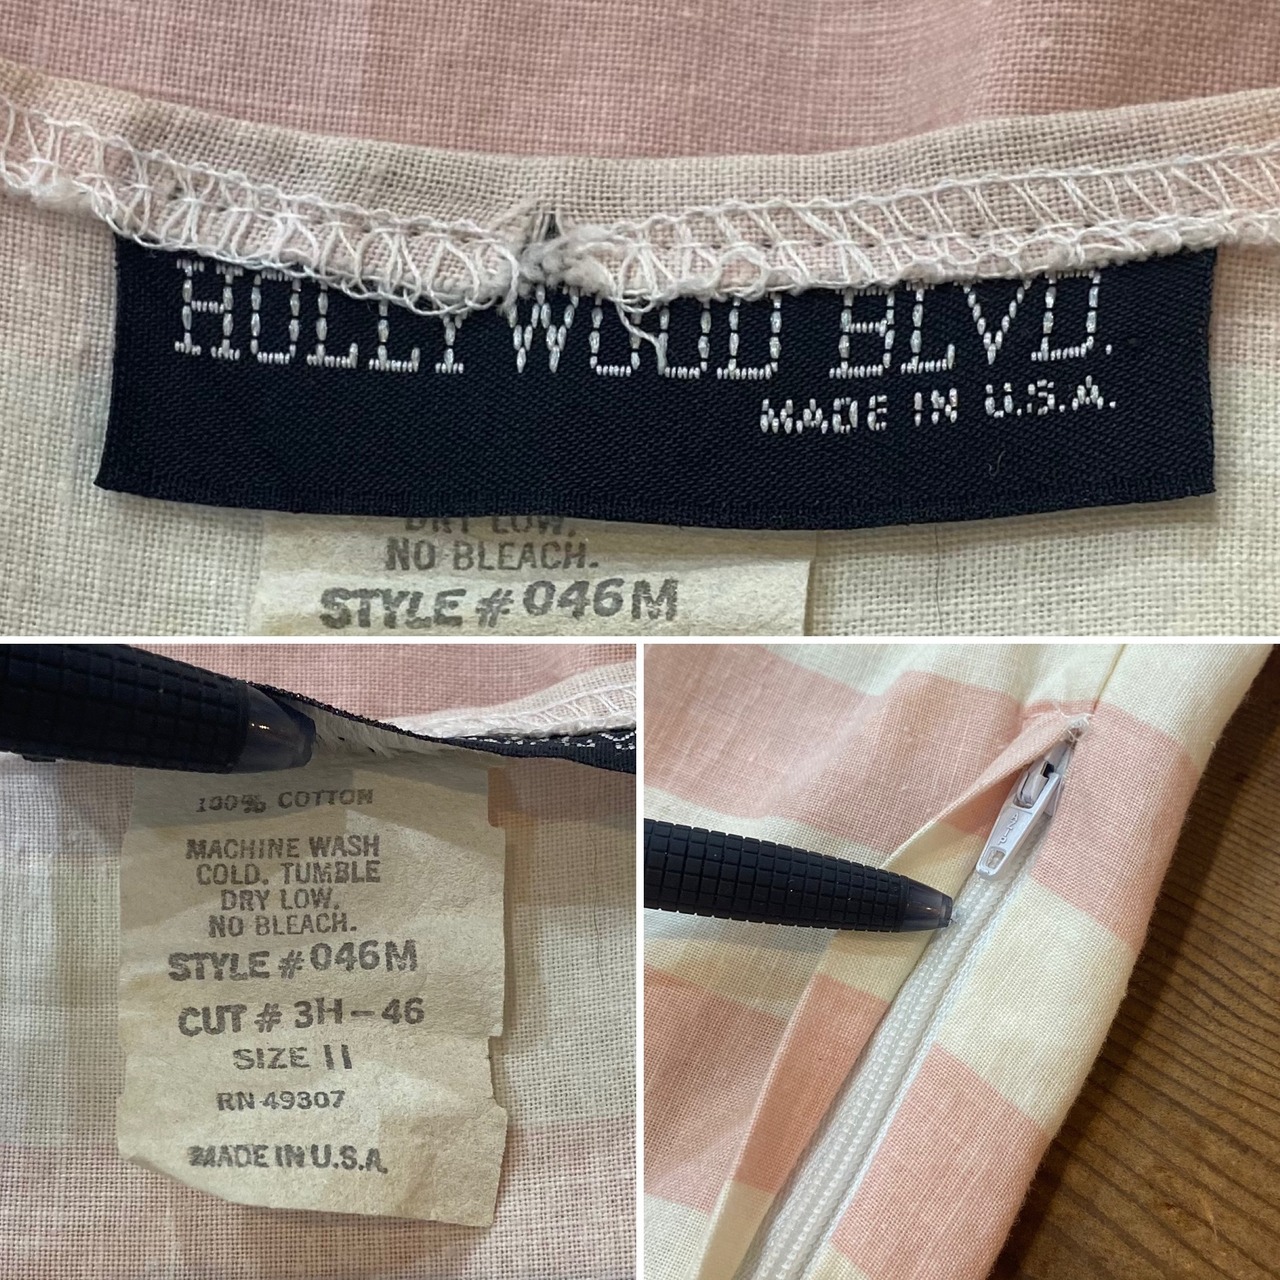 HOLLYWOOD BLVD.
MADE IN U.S.A.
DRY LOW.
NO BLEACH.
STYLE # 046M
100% COTTON
MACHINE WASH
COLD. TUMBLE
DRY LOW.
NO BLEACH.
STYLE # 046M
CUT # 3H-46
SIZE 11
RN 49307
MADE IN U.S.A.